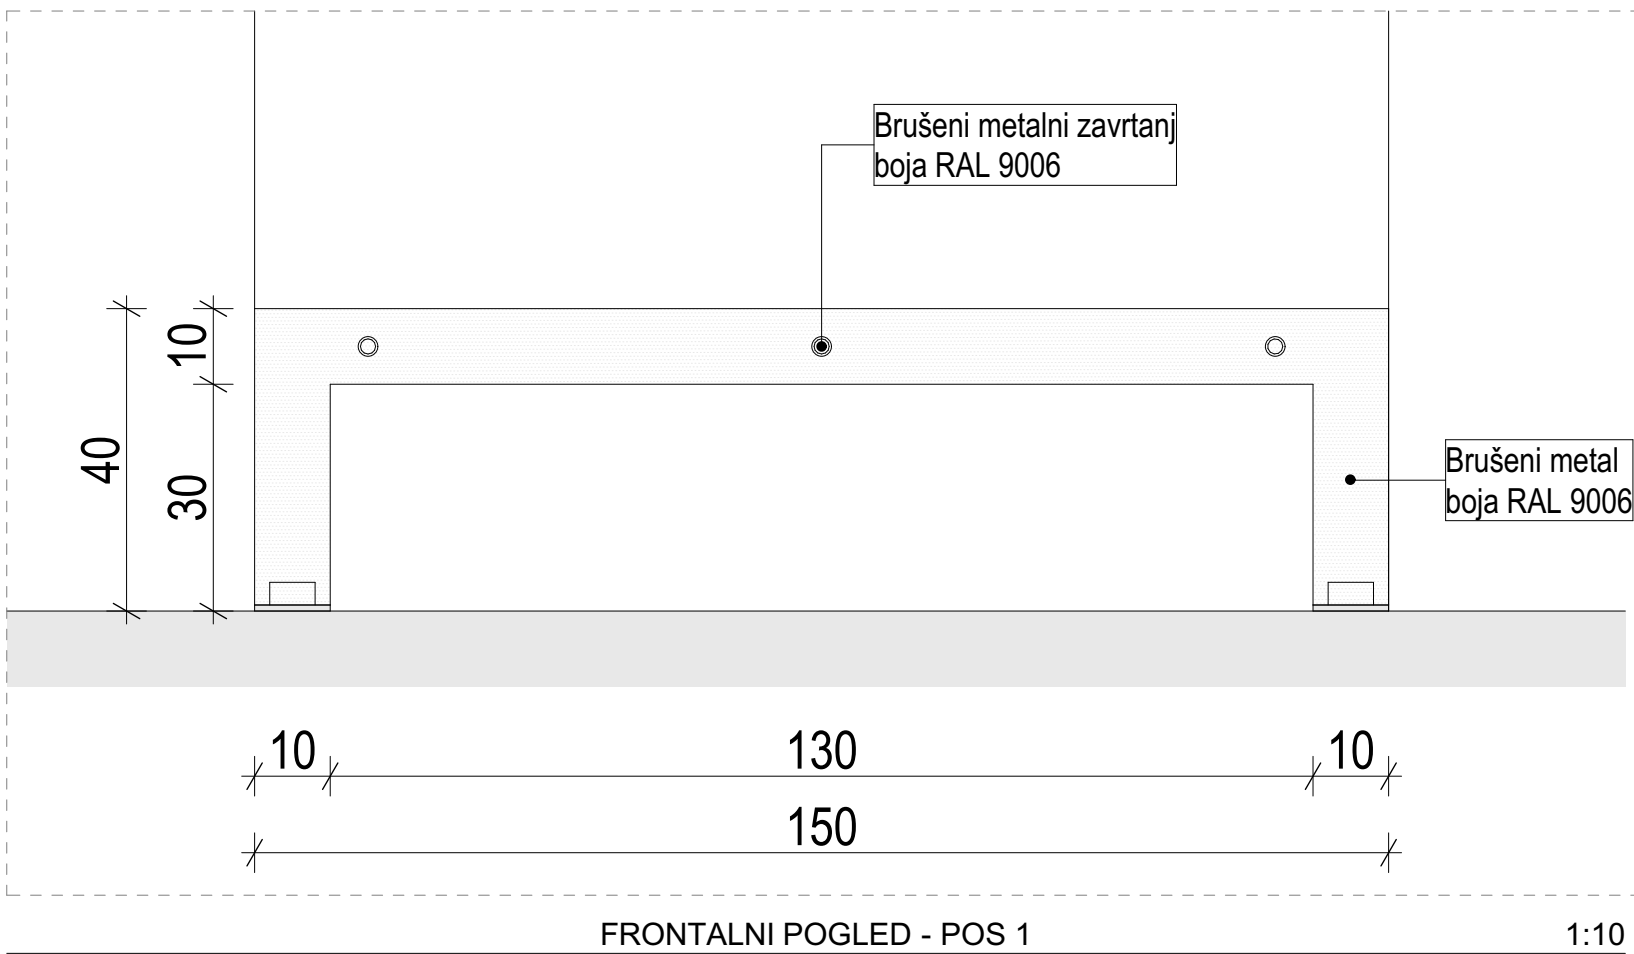 Brušeni metalni zavrtanj
boja RAL 9006
10
40
30
Brušeni metal
boja RAL 9006
10
130
10
150
FRONTALNI POGLED - POS 1
1:10